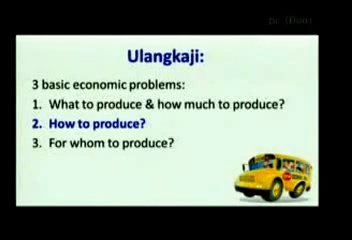 Ulangkaji:
3 basic economic problems:
1. What to produce & how much to produce?
2. How to produce?
3. For whom to produce?